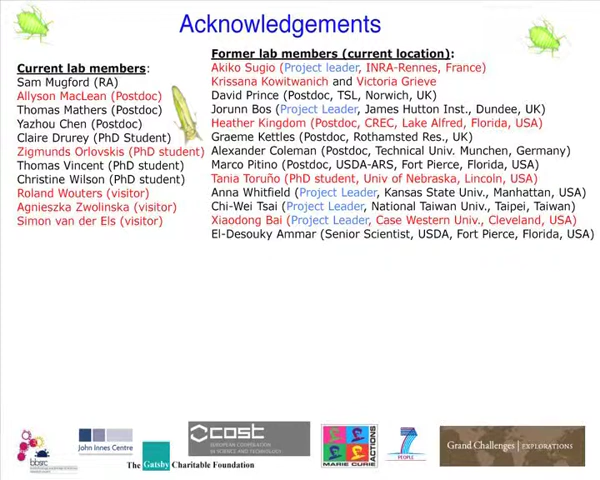 Acknowledgements
Current lab members:
Sam Mugford (RA)
Allyson MacLean (Postdoc)
Thomas Mathers (Postdoc)
Yazhou Chen (Postdoc)
Claire Drurey (PhD Student)
Zigmunds Orlovskis (PhD student)
Thomas Vincent (PhD student)
Christine Wilson (PhD student)
Roland Wouters (visitor)
Agnieszka Zwolinska (visitor)
Simon van der Els (visitor)
Former lab members (current location):
Akiko Sugio (Project leader, INRA-Rennes, France)
Krissana Kowitwanich and Victoria Grieve
David Prince (Postdoc, TSL, Norwich, UK)
Jorunn Bos (Project Leader, James Hutton Inst., Dundee, UK)
Heather Kingdom (Postdoc, CREC, Lake Alfred, Florida, USA)
Graeme Kettles (Postdoc, Rothamsted Res., UK)
Alexander Coleman (Postdoc, Technical Univ. Munchen, Germany)
Marco Pitino (Postdoc, USDA-ARS, Fort Pierce, Florida, USA)
Tania Toruño (PhD student, Univ of Nebraska, Lincoln, USA)
Anna Whitfield (Project Leader, Kansas State Univ., Manhattan, USA)
Chi-Wei Tsai (Project Leader, National Taiwan Univ., Taipei, Taiwan)
Xiaodong Bai (Project Leader, Case Western Univ., Cleveland, USA)
El-Desouky Ammar (Senior Scientist, USDA, Fort Pierce, Florida, USA)
bbsrc
John Innes Centre
The Gatsby Charitable Foundation
cost
EUROPEAN COOPERATION
IN SCIENCE AND TECHNOLOGY
MARIE CURIE ACTIONS
7
PEOPLE
Grand Challenges | EXPLORATIONS